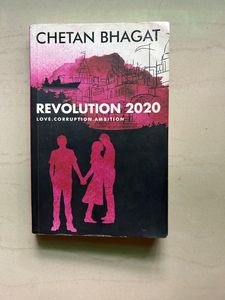 CHETAN BHAGAT
REVOLUTION 2020
LOVE.CORRUPTION.AMBITION